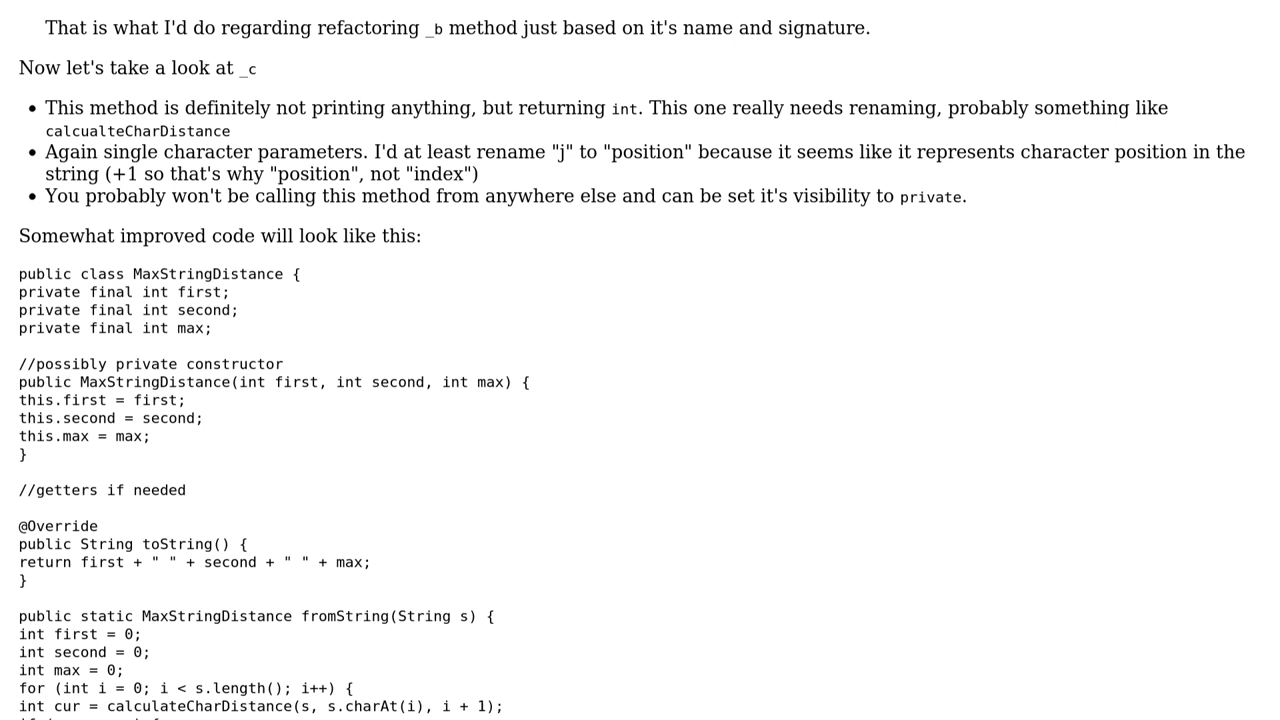 That is what I'd do regarding refactoring _b method just based on it's name and signature.
Now let's take a look at _c
• This method is definitely not printing anything, but returning int. This one really needs renaming, probably something like
calcualteCharDistance
• Again single character parameters. I'd at least rename "j" to "position" because it seems like it represents character position in the
string (+1 so that's why "position", not "index")
• You probably won't be calling this method from anywhere else and can be set it's visibility to private.
Somewhat improved code will look like this:
public class MaxStringDistance {
private final int first;
private final int second;
private final int max;
//possibly private constructor
public MaxStringDistance(int first, int second, int max) {
this.first = first;
this.second = second;
this.max = max;
}
//getters if needed
@Override
public String toString() {
return first + " " + second + " " + max;
}
public static MaxStringDistance fromString(String s) {
int first = 0;
int second = 0;
int max = 0;
for (int i = 0; i < s.length(); i++) {
int cur = calculateCharDistance(s, s.charAt(i), i + 1);